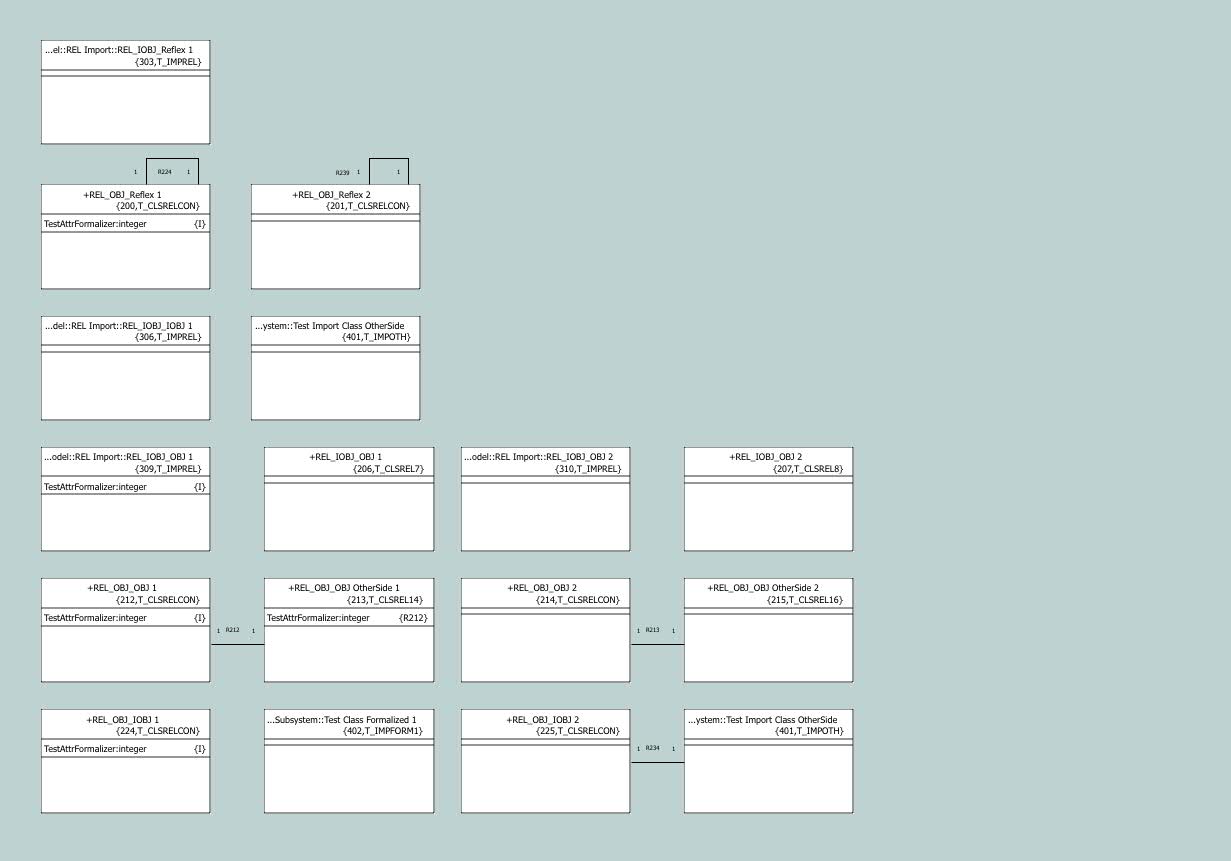 ...el::REL Import::REL_IOBJ_Reflex 1
{303,T_IMPREL}
1 R224 1
R239 1 1
+REL_OBJ_Reflex 1
{200,T_CLSRELCON}
TestAttrFormalizer:integer {I}
+REL_OBJ_Reflex 2
{201,T_CLSRELCON}
...del::REL Import::REL_IOBJ_IOBJ 1
{306,T_IMPREL}
...ystem::Test Import Class OtherSide
{401,T_IMPOTH}
...odel::REL Import::REL_IOBJ_OBJ 1
{309,T_IMPREL}
TestAttrFormalizer:integer {I}
+REL_IOBJ_OBJ 1
{206,T_CLSREL7}
...odel::REL Import::REL_IOBJ_OBJ 2
{310,T_IMPREL}
+REL_IOBJ_OBJ 2
{207,T_CLSREL8}
+REL_OBJ_OBJ 1
{212,T_CLSRELCON}
TestAttrFormalizer:integer {I}
1 R212 1
+REL_OBJ_OBJ OtherSide 1
{213,T_CLSREL14}
TestAttrFormalizer:integer {R212}
+REL_OBJ_OBJ 2
{214,T_CLSRELCON}
1 R213 1
+REL_OBJ_OBJ OtherSide 2
{215,T_CLSREL16}
+REL_OBJ_IOBJ 1
{224,T_CLSRELCON}
TestAttrFormalizer:integer {I}
...Subsystem::Test Class Formalized 1
{402,T_IMPFORM1}
+REL_OBJ_IOBJ 2
{225,T_CLSRELCON}
1 R234 1
...ystem::Test Import Class OtherSide
{401,T_IMPOTH}